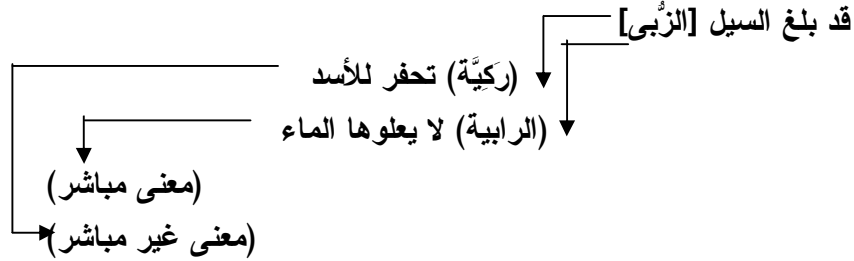 قد بلغ السيل [الزُّبى]
(رَكِيَّة) تحفر للأسد
(الرابية) لا يعلوها الماء
(معنى مباشر)
(معنى غير مباشر)